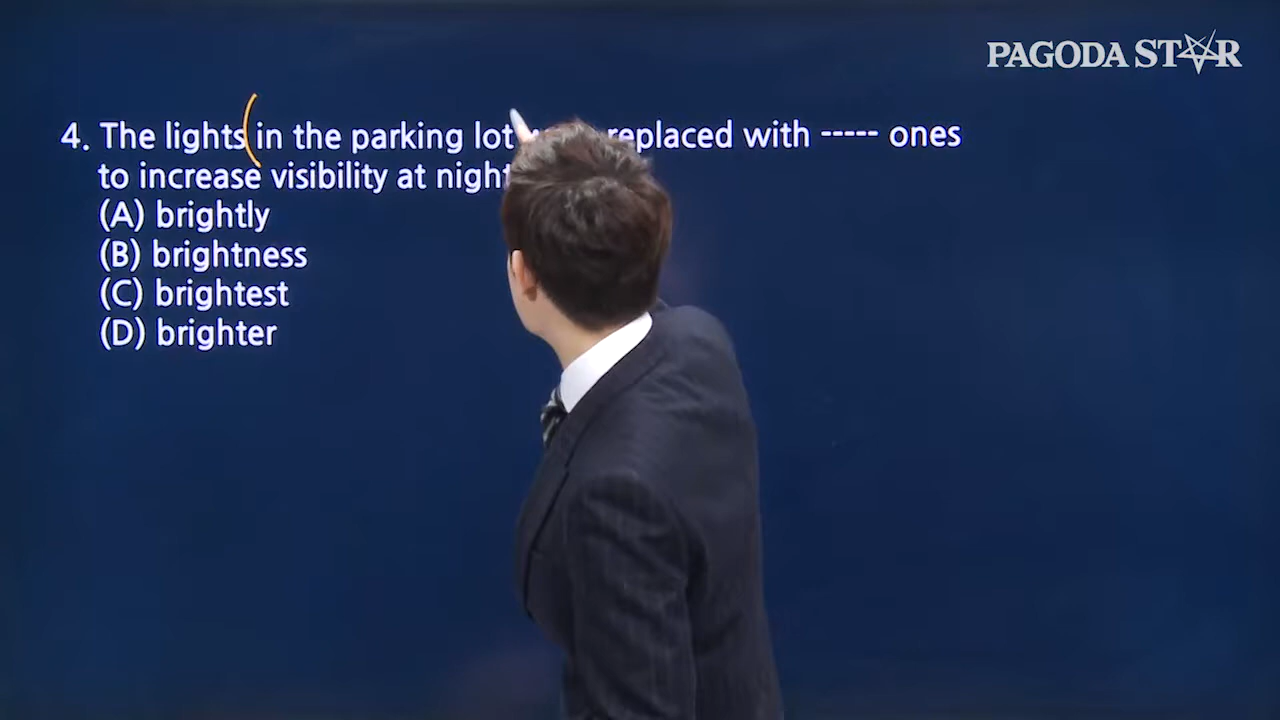 PAGODA STAR
4. The lights in the parking lot replaced with ----- ones
to increase visibility at night
(A) brightly
(B) brightness
(C) brightest
(D) brighter